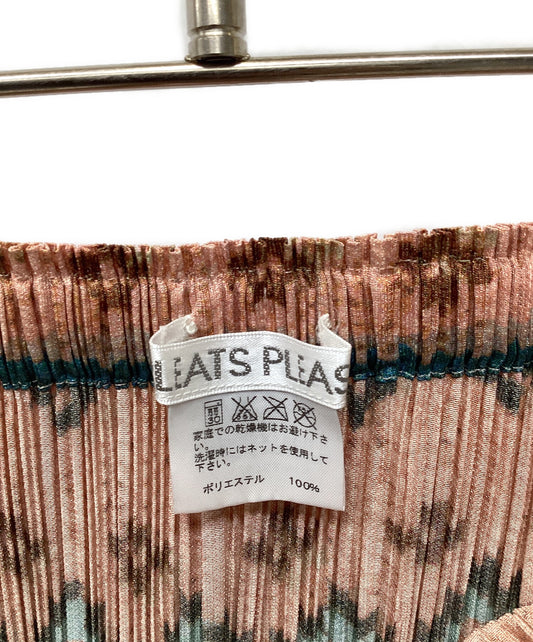 LEATS PLEAS
家庭での乾燥機はお避け下さ
い。
洗濯時にはネットを使用して
下さい。
ポリエステル 100%